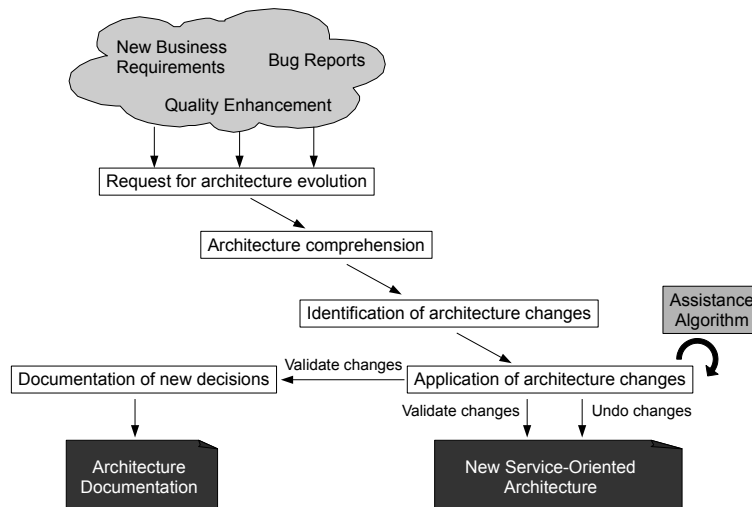 New Business
Requirements
Bug Reports
Quality Enhancement
Request for architecture evolution
Architecture comprehension
Identification of architecture changes
Assistance
Algorithm
Validate changes
Documentation of new decisions
Application of architecture changes
Validate changes
Undo changes
Architecture
Documentation
New Service-Oriented
Architecture